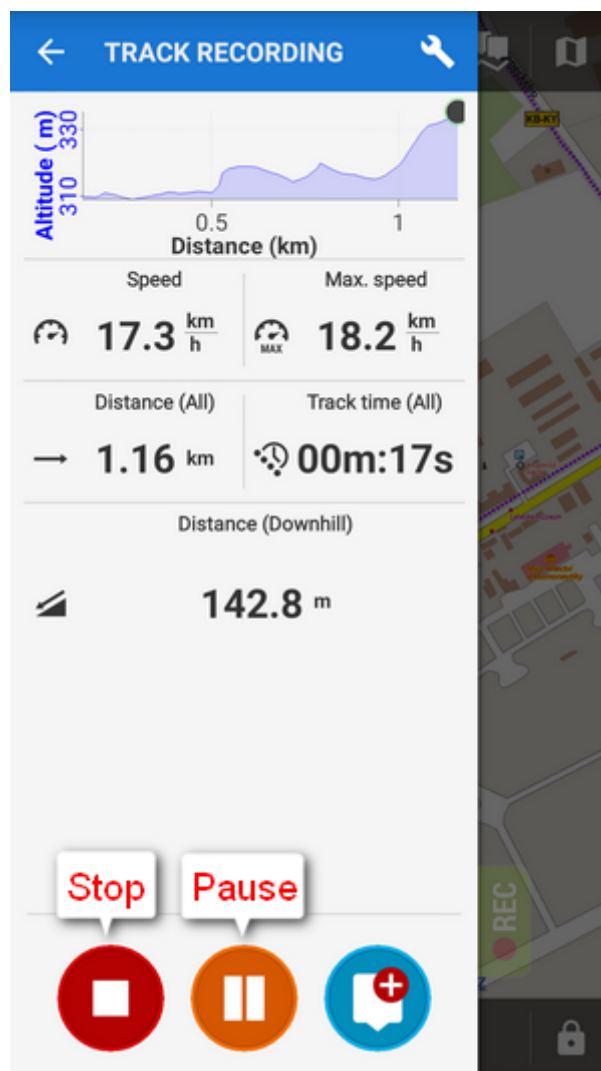 TRACK RECORDING
KB-KY
Altitude ( m)
330
310
0.5
1
Distance (km)
Speed
Max. speed
17.3 km/h
MAX
18.2 km/h
Distance (All)
Track time (All)
1.16 km
00m:17s
Distance (Downhill)
142.8 m
Stop
Pause
REC
z